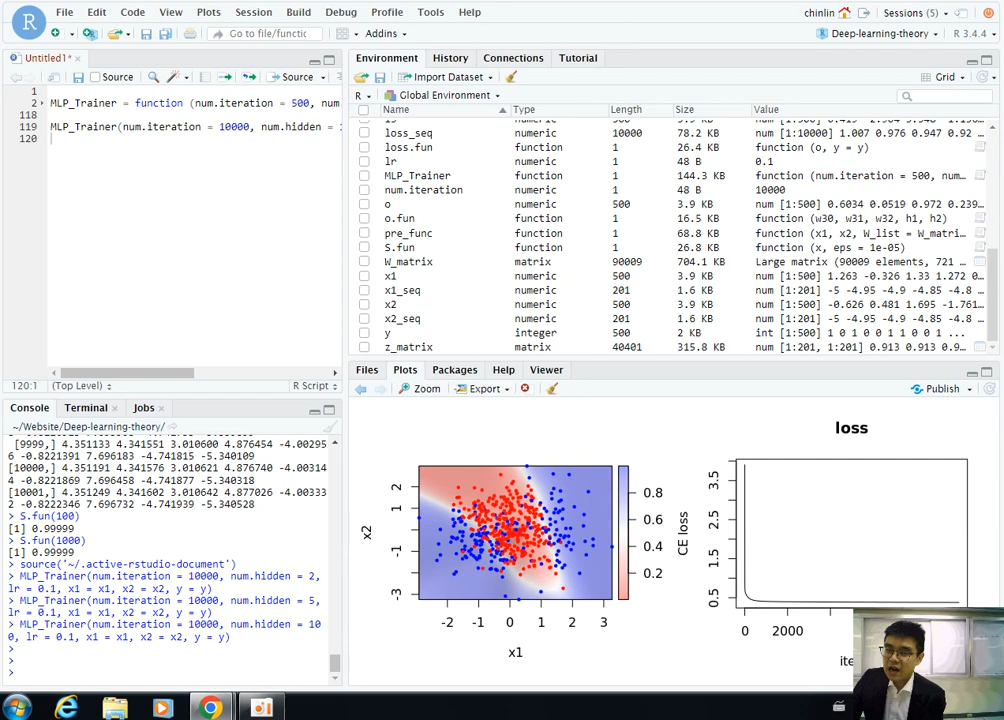 R
File Edit Code View Plots Session Build Debug Profile Tools Help
chinlin Sessions (5)
Go to file/functic
Addins
Deep-learning-theory R 3.4.4
Untitled1*
Source
Source
1
2 MLP_Trainer = function (num.iteration = 500, num
118
119 MLP_Trainer(num.iteration = 10000, num.hidden = 1
120
120:1 (Top Level) R Script
Console Terminal Jobs
~/Website/Deep-learning-theory/
[9999,] 4.351133 4.341551 3.010600 4.876454 -4.00295
6 -0.8221391 7.696183 -4.741815 -5.340109
[10000,] 4.351191 4.341576 3.010621 4.876740 -4.00314
4 -0.8221869 7.696458 -4.741877 -5.340318
[10001,] 4.351249 4.341602 3.010642 4.877026 -4.00333
2 -0.8222346 7.696732 -4.741939 -5.340528
> S.fun(100)
[1] 0.99999
> S.fun(1000)
[1] 0.99999
> source('~/.active-rstudio-document')
> MLP_Trainer(num.iteration = 10000, num.hidden = 2,
lr = 0.1, x1 = x1, x2 = x2, y = y)
> MLP_Trainer(num.iteration = 10000, num.hidden = 5,
lr = 0.1, x1 = x1, x2 = x2, y = y)
> MLP_Trainer(num.iteration = 10000, num.hidden = 10
0, lr = 0.1, x1 = x1, x2 = x2, y = y)
>
>
>
Environment History Connections Tutorial
Import Dataset Grid
R Global Environment
Name Type Length Size Value
loss_seq numeric 10000 78.2 KB num [1:10000] 1.007 0.976 0.947 0.92
loss.fun function 1 26.4 KB function (o, y = y)
lr numeric 1 48 B 0.1
MLP_Trainer function 1 144.3 KB function (num.iteration = 500, num…
num.iteration numeric 1 48 B 10000
o numeric 500 3.9 KB num [1:500] 0.6034 0.0519 0.972 0.239…
o.fun function 1 16.5 KB function (w30, w31, w32, h1, h2)
pre_func function 1 68.8 KB function (x1, x2, W_list = W_matri…
S.fun function 1 26.8 KB function (x, eps = 1e-05)
W_matrix matrix 90009 704.1 KB Large matrix (90009 elements, 721 …
x1 numeric 500 3.9 KB num [1:500] 1.263 -0.326 1.33 1.272 0…
x1_seq numeric 201 1.6 KB num [1:201] -5 -4.95 -4.9 -4.85 -4.8 …
x2 numeric 500 3.9 KB num [1:500] -0.626 0.481 1.695 -1.761…
x2_seq numeric 201 1.6 KB num [1:201] -5 -4.95 -4.9 -4.85 -4.8 …
y integer 500 2 KB int [1:500] 1 0 1 0 0 1 1 0 0 1 ...
z_matrix matrix 40401 315.8 KB num [1:201, 1:201] 0.913 0.913 0.9…
Files Plots Packages Help Viewer
Zoom Export Publish
x2
2
1
-1
-3
-2 -1 0 1 2 3
x1
0.8
0.6
0.4
0.2
loss
CE loss
3.5
2.5
1.5
0.5
0 2000
ite